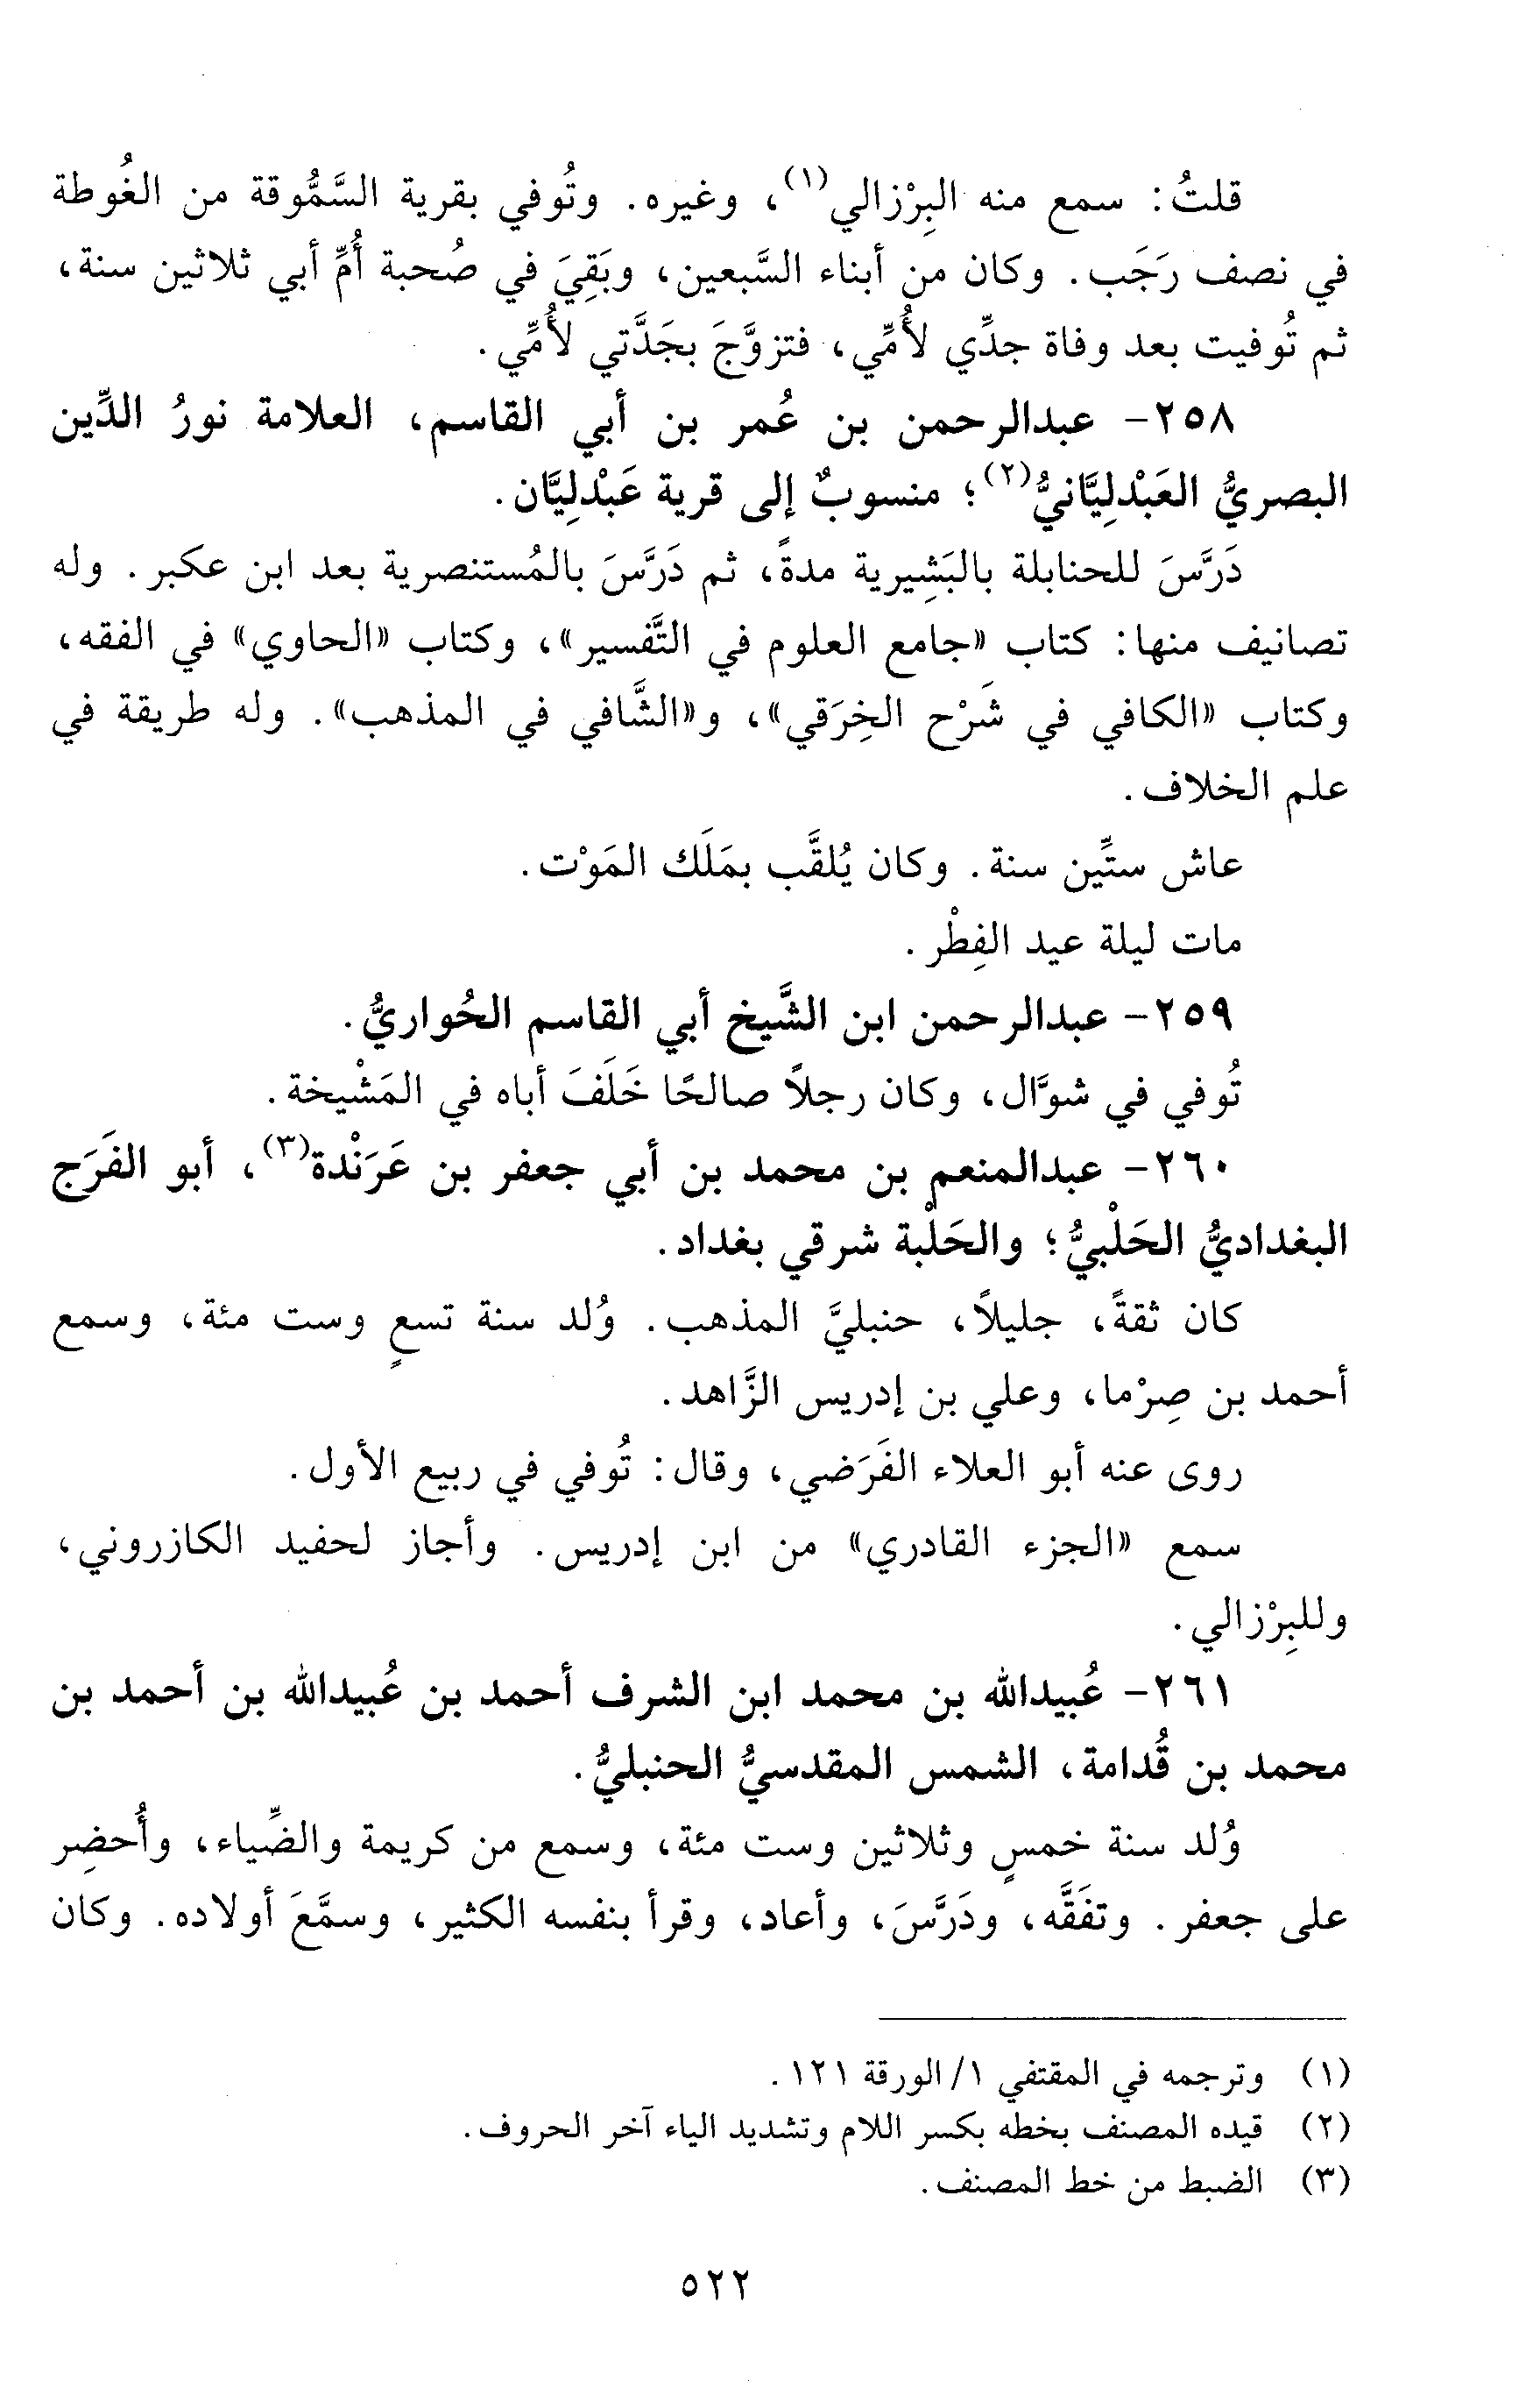 قلتُ: سمع منه البِرْزالي(١)، وغيره. وتُوفي بقرية السَّمُّوقة من الغُوطة
في نصف رَجَب. وكان من أبناء السَّبعين، وبَقِيَ في صُحبة أُمِّ أبي ثلاثين سنة،
ثم تُوفيت بعد وفاة جدِّي لأُمِّي، فتزوَّجَ بجَدَّتي لأُمِّي.
٢٥٨- عبدالرحمن بن عُمر بن أبي القاسم، العلامة نورُ الدِّين
البصريُّ العَبْدلِيَّانيُّ(٢)؛ منسوبٌ إلى قرية عَبْدلِيَّان.
دَرَّسَ للحنابلة بالبَشِيرية مدةً، ثم دَرَّسَ بالمُستنصرية بعد ابن عكبر. وله
تصانيف منها: كتاب «جامع العلوم في التَّفسير»، وكتاب «الحاوي» في الفقه،
وكتاب «الكافي في شَرْح الخِرَقي»، و«الشَّافي في المذهب». وله طريقة في
علم الخلاف.
عاش ستِّين سنة. وكان يُلقَّب بمَلَك المَوْت.
مات ليلة عيد الفِطْر.
٢٥٩- عبدالرحمن ابن الشَّيخ أبي القاسم الحُواريُّ.
تُوفي في شوَّال، وكان رجلاً صالحًا خَلَفَ أباه في المَشْيخة.
٢٦٠- عبدالمنعم بن محمد بن أبي جعفر بن عَرَنْدة(٣)، أبو الفَرَج
البغداديُّ الحَلْبيُّ؛ والحَلْبة شرقي بغداد.
كان ثقةً، جليلاً، حنبليَّ المذهب. وُلد سنة تسعٍ وست مئة، وسمع
أحمد بن صِرْما، وعلي بن إدريس الزَّاهد.
روى عنه أبو العلاء الفَرَضي، وقال: تُوفي في ربيع الأول.
سمع «الجزء القادري» من ابن إدريس. وأجاز لحفيد الكازروني،
وللبِرْزالي.
٢٦١- عُبيدالله بن محمد ابن الشرف أحمد بن عُبيدالله بن أحمد بن
محمد بن قُدامة، الشمس المقدسيُّ الحنبليُّ.
وُلد سنة خمسٍ وثلاثين وست مئة، وسمع من كريمة والضِّياء، وأُحضِر
على جعفر. وتفَقَّه، ودَرَّسَ، وأعاد، وقرأ بنفسه الكثير، وسمَّعَ أولاده. وكان
(١) وترجمه في المقتفي ١/ الورقة ١٢١.
(٢) قيده المصنف بخطه بكسر اللام وتشديد الياء آخر الحروف.
(٣) الضبط من خط المصنف.
٥٢٢